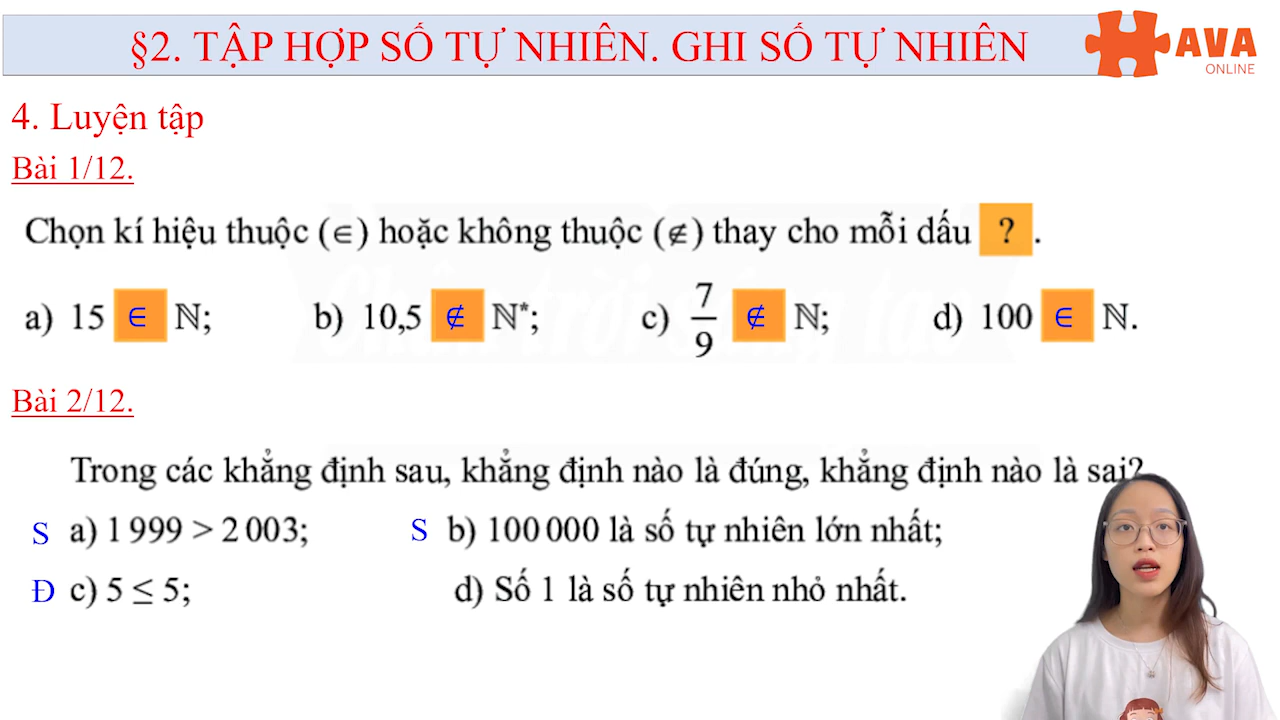 §2. TẬP HỢP SỐ TỰ NHIÊN. GHI SỐ TỰ NHIÊN
AVA
ONLINE
4. Luyện tập
Bài 1/12.
Chọn kí hiệu thuộc (∈) hoặc không thuộc (∉) thay cho mỗi dấu ? .
a) 15 ∈ ℕ; b) 10,5 ∉ ℕ*; c) 7/9 ∉ ℕ; d) 100 ∈ ℕ.
Bài 2/12.
Trong các khẳng định sau, khẳng định nào là đúng, khẳng định nào là sai?
S a) 1 999 > 2 003; S b) 100 000 là số tự nhiên lớn nhất;
Đ c) 5 ≤ 5; d) Số 1 là số tự nhiên nhỏ nhất.